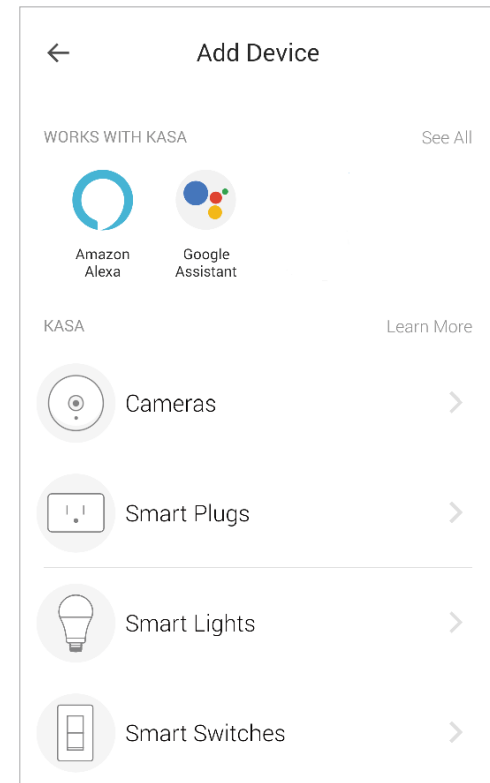 Add Device
WORKS WITH KASA See All
Amazon
Alexa
Google
Assistant
KASA Learn More
Cameras
Smart Plugs
Smart Lights
Smart Switches